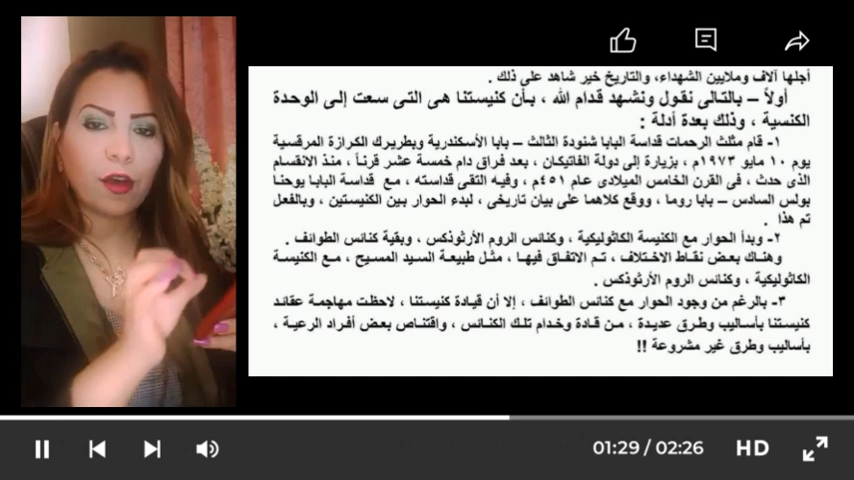 أجلها آلاف وملايين الشهداء، والتاريخ خير شاهد على ذلك .
أولاً – بالتالى نقول ونشهد قدام الله ، بأن كنيستنا هى التى سعت إلى الوحدة
الكنسية ، وذلك بعدة أدلة :
١- قام مثلث الرحمات قداسة البابا شنودة الثالث – بابا الأسكندرية وبطريرك الكرازة المرقسية
يوم ١٠ مايو ١٩٧٣م ، بزيارة إلى دولة الفاتيكان ، بعد فراق دام خمسة عشر قرناً ، منذ الانقسام
الذى حدث ، فى القرن الخامس الميلادى عام ٤٥١م ، وفيه التقى قداسته ، مع قداسة البابا يوحنا
بولس السادس – بابا روما ، ووقع كلاهما على بيان تاريخى ، لبدء الحوار بين الكنيستين ، وبالفعل
تم هذا .
٢- وبدأ الحوار مع الكنيسة الكاثوليكية ، وكنائس الروم الأرثوذكس ، وبقية كنائس الطوائف .
وهناك بعض نقاط الاختلاف ، تم الاتفاق فيها ، مثل طبيعة السيد المسيح ، مع الكنيسة
الكاثوليكية ، وكنائس الروم الأرثوذكس .
٣- بالرغم من وجود الحوار مع كنائس الطوائف ، إلا أن قيادة كنيستنا ، لاحظت مهاجمة عقائد
كنيستنا بأساليب وطرق عديدة ، من قادة وخدام تلك الكنائس ، واقتناص بعض أفراد الرعية ،
بأساليب وطرق غير مشروعة !!
01:29 / 02:26 HD